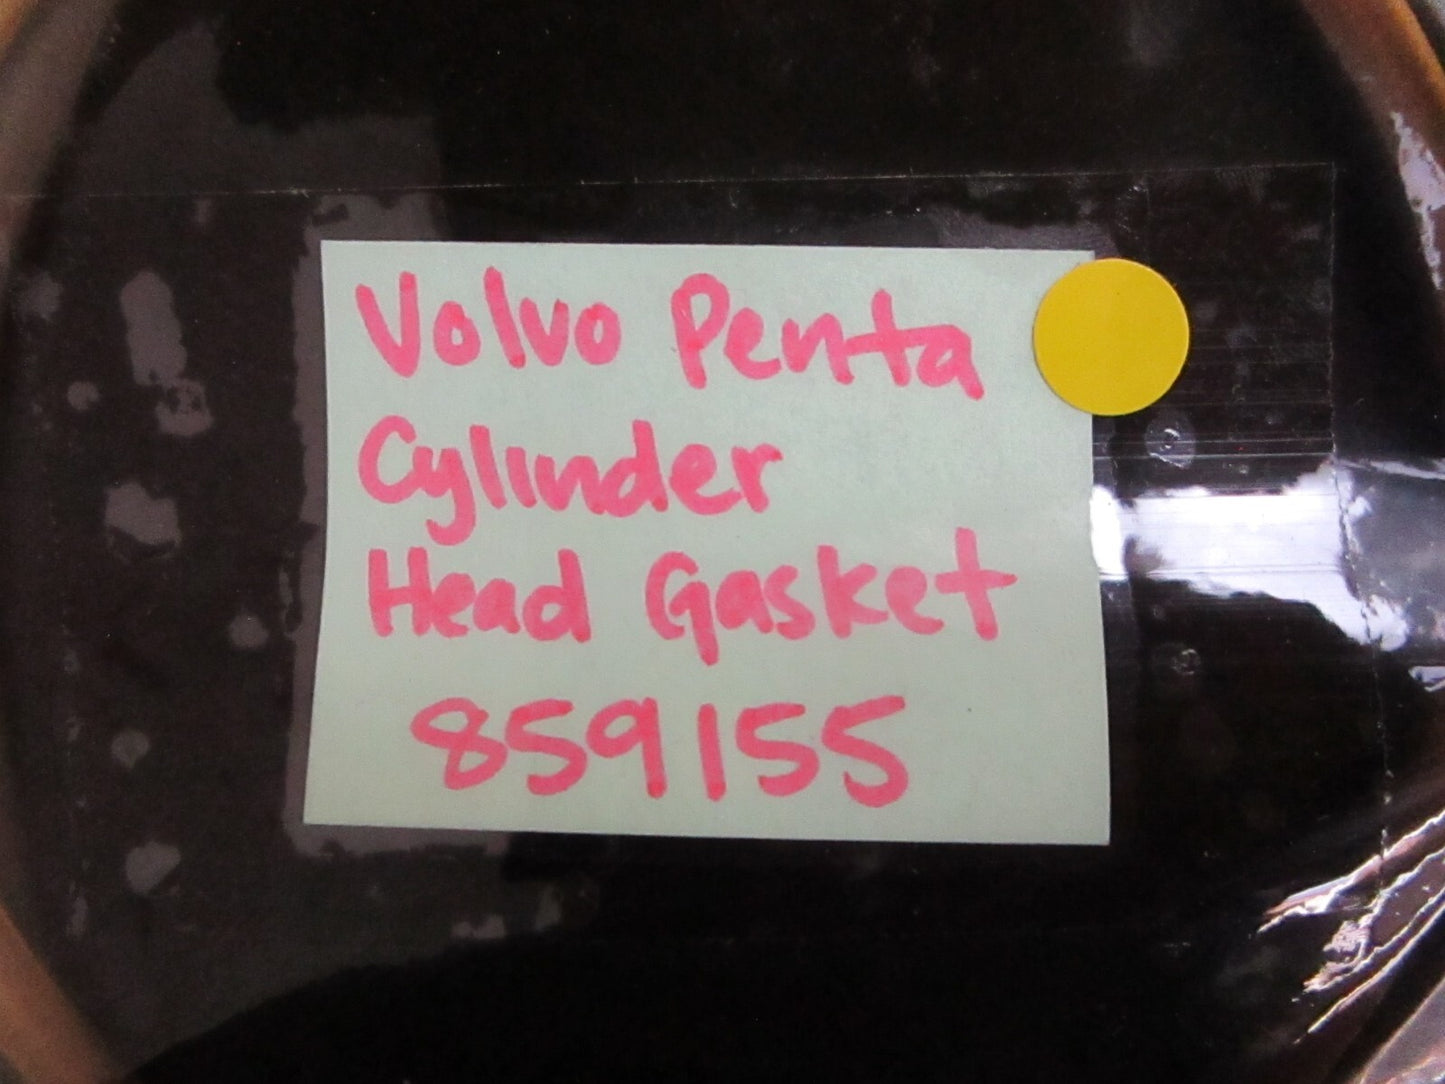 Volvo Penta
Cylinder
Head Gasket
859155